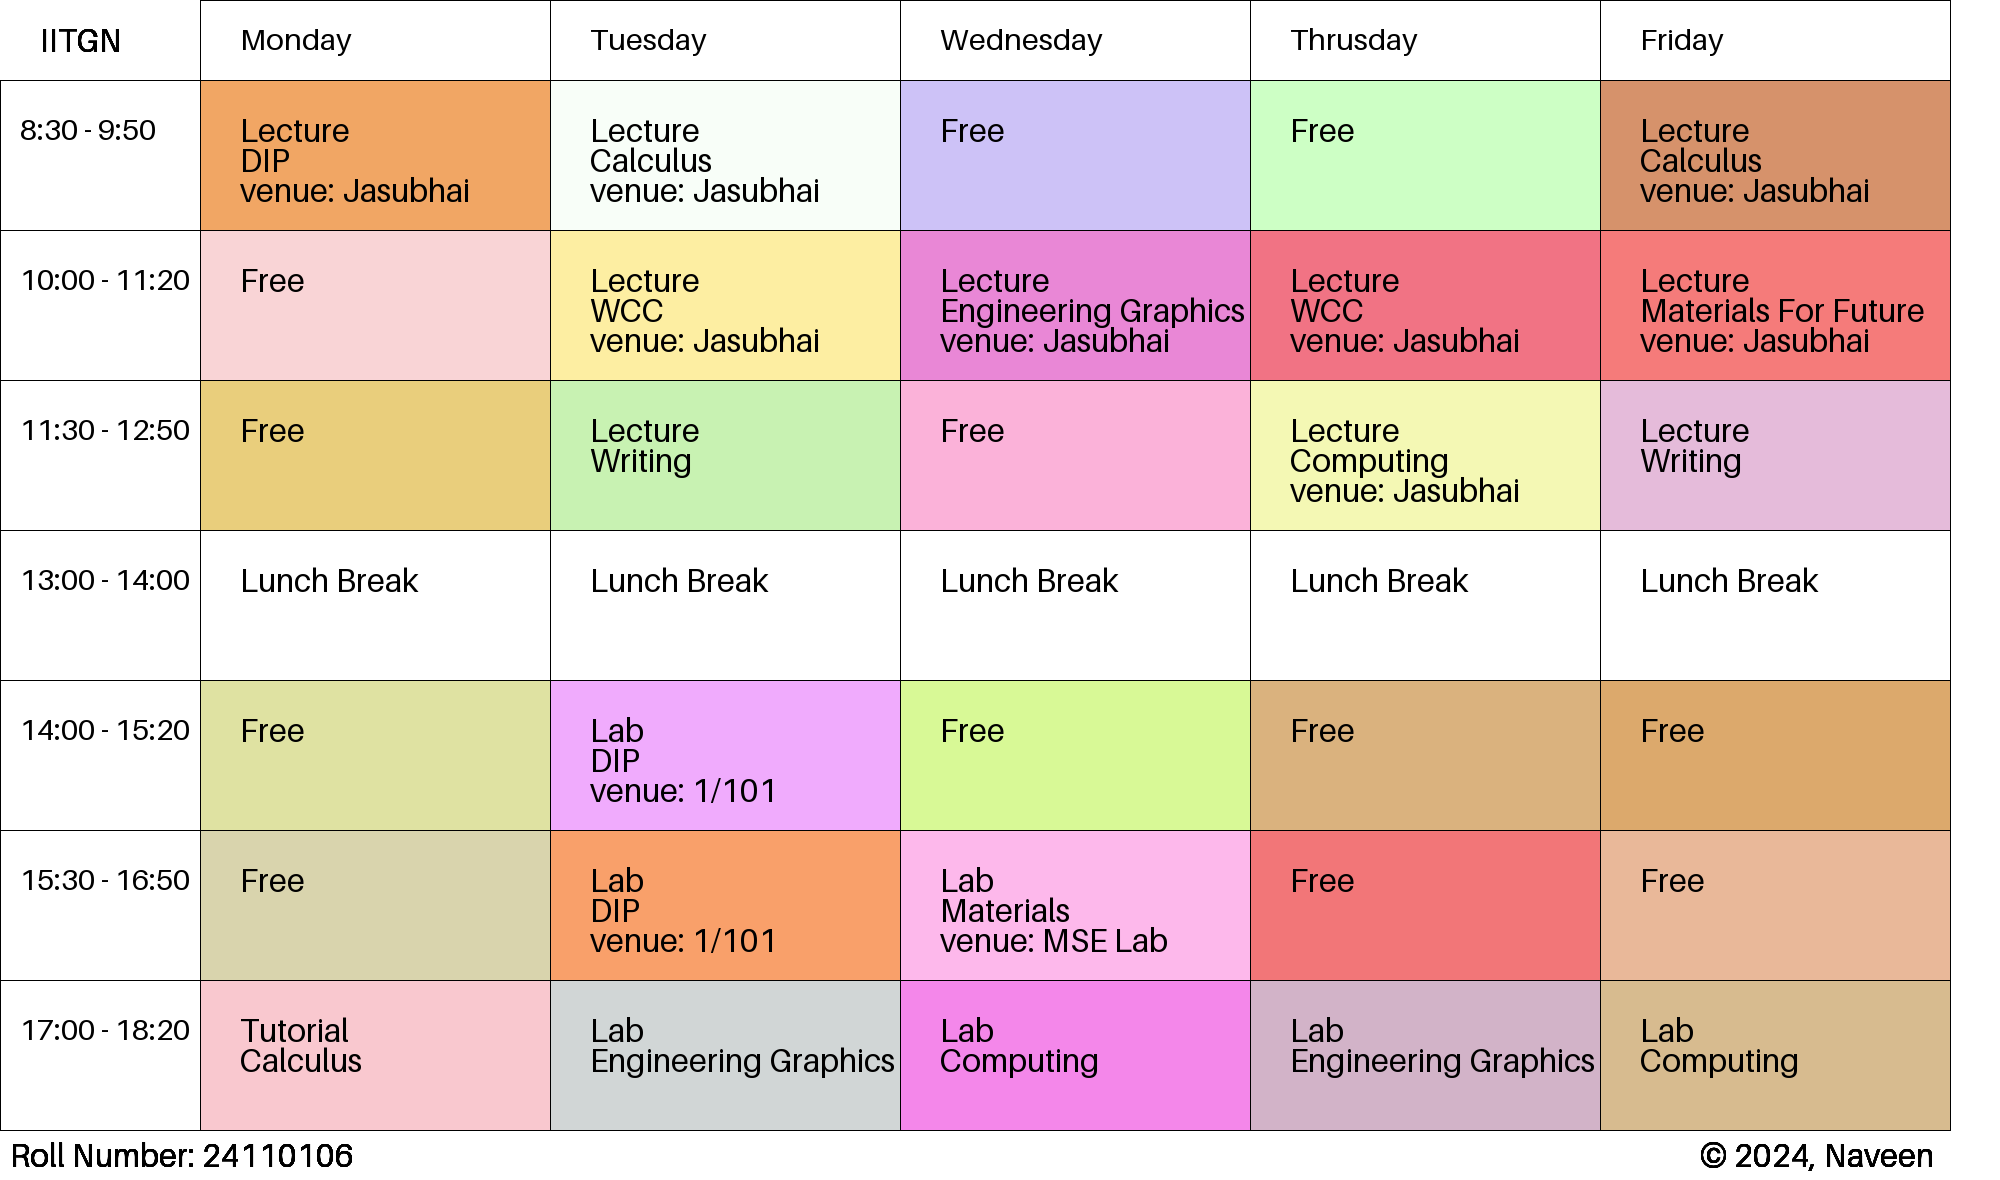 IITGN
Monday
Tuesday
Wednesday
Thrusday
Friday
8:30 - 9:50
Lecture
DIP
venue: Jasubhai
Lecture
Calculus
venue: Jasubhai
Free
Free
Lecture
Calculus
venue: Jasubhai
10:00 - 11:20
Free
Lecture
WCC
venue: Jasubhai
Lecture
Engineering Graphics
venue: Jasubhai
Lecture
WCC
venue: Jasubhai
Lecture
Materials For Future
venue: Jasubhai
11:30 - 12:50
Free
Lecture
Writing
Free
Lecture
Computing
venue: Jasubhai
Lecture
Writing
13:00 - 14:00
Lunch Break
Lunch Break
Lunch Break
Lunch Break
Lunch Break
14:00 - 15:20
Free
Lab
DIP
venue: 1/101
Free
Free
Free
15:30 - 16:50
Free
Lab
DIP
venue: 1/101
Lab
Materials
venue: MSE Lab
Free
Free
17:00 - 18:20
Tutorial
Calculus
Lab
Engineering Graphics
Lab
Computing
Lab
Engineering Graphics
Lab
Computing
Roll Number: 24110106
© 2024, Naveen